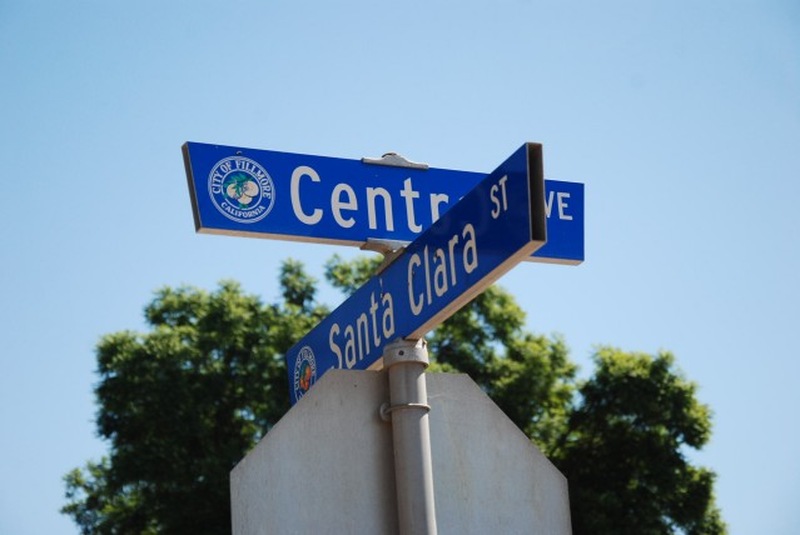 CITY OF FILLMORE
CALIFORNIA
Centr
VE
Santa Clara ST